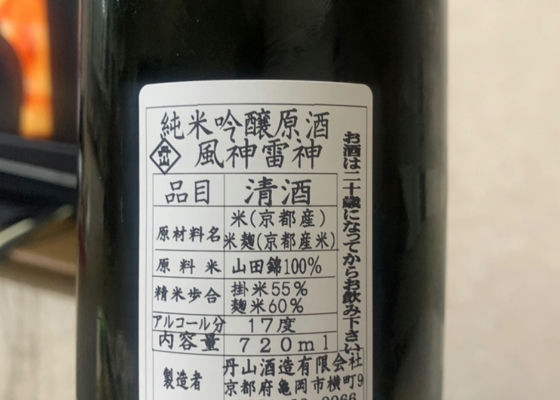 純米吟醸原酒
風神雷神
品目 清酒
原材料名 米(京都産)
米麹(京都産米)
原料米 山田錦100%
精米歩合 掛米55%
麹米60%
アルコール分 17度
内容量 720ml
製造者 丹山酒造有限会社
京都府亀岡市横町9
お酒は二十歳になってからお飲み下さい